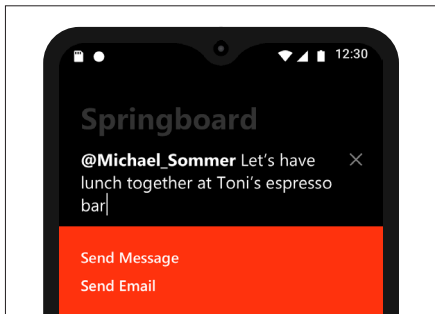 12:30
Springboard
@Michael_Sommer Let's have
lunch together at Toni's espresso
bar
Send Message
Send Email